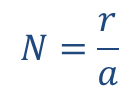 N = r/a